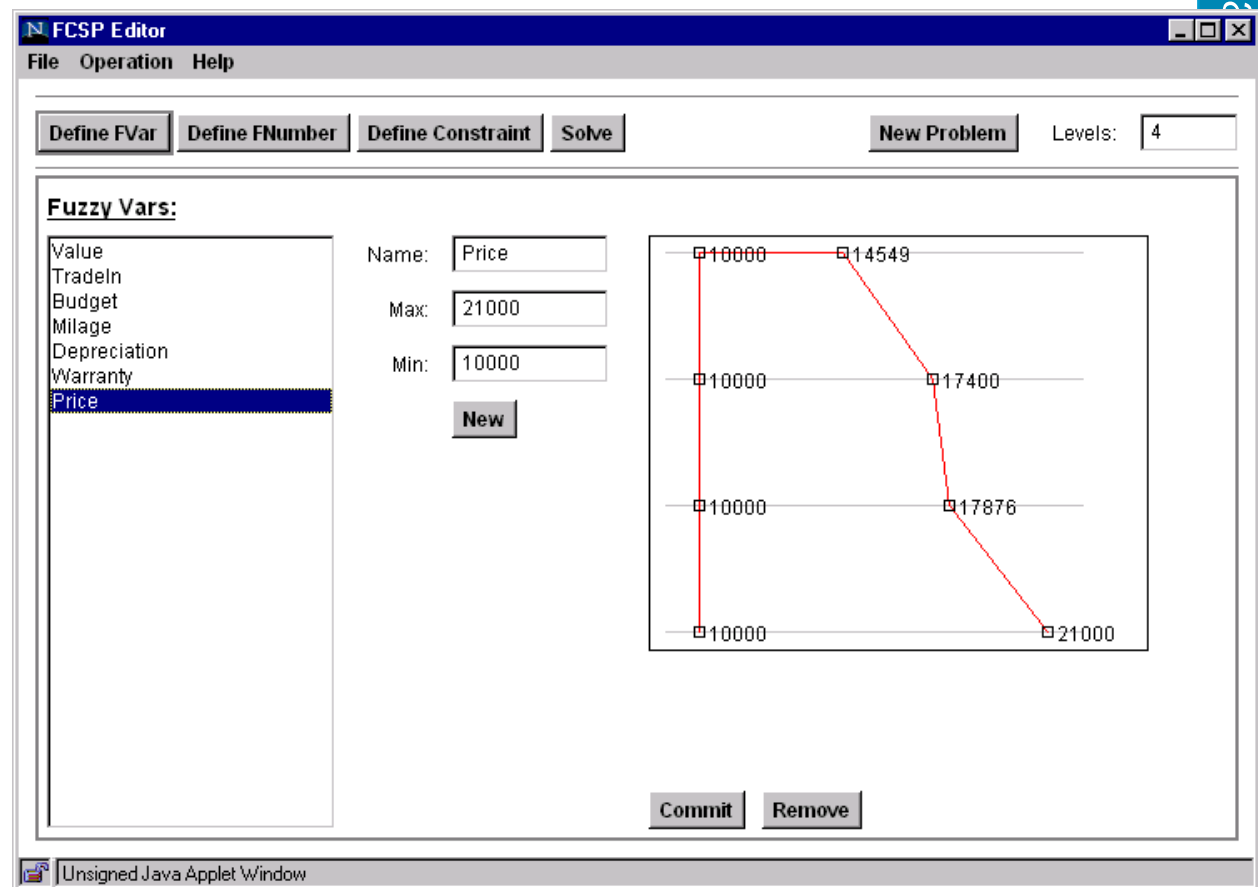 FCSP Editor
File Operation Help
Define FVar Define FNumber Define Constraint Solve New Problem Levels: 4
Fuzzy Vars:
Value
TradeIn
Budget
Milage
Depreciation
Warranty
Price
Name: Price
Max: 21000
Min: 10000
New
10000 14549
10000 17400
10000 17876
10000 21000
Commit Remove
Unsigned Java Applet Window